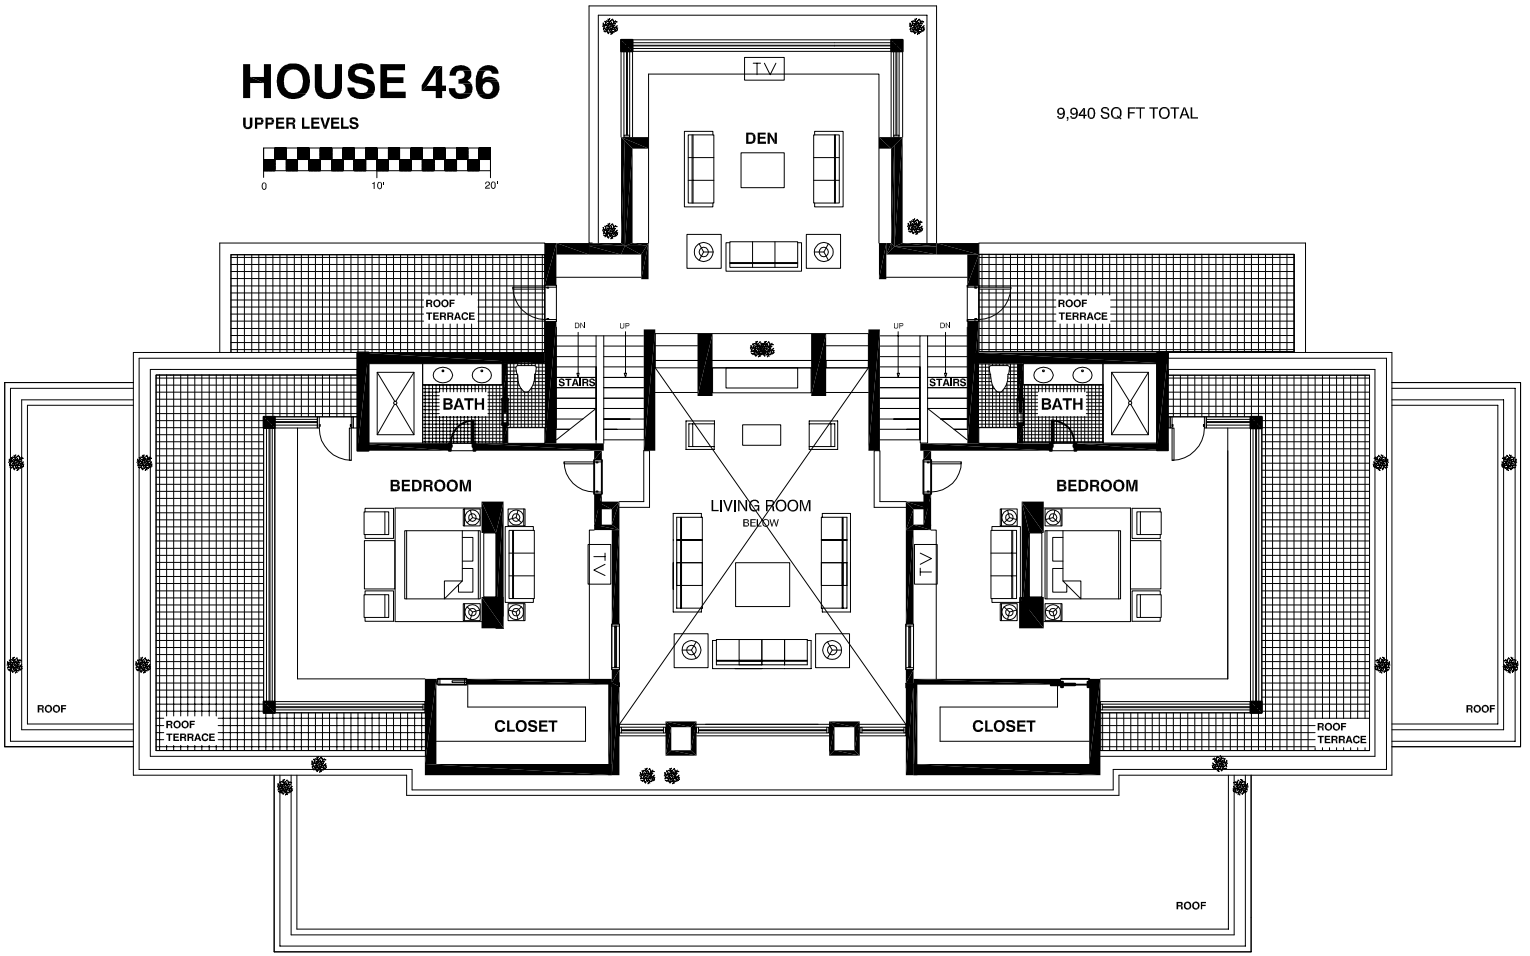 HOUSE 436
UPPER LEVELS
0 10' 20'
9,940 SQ FT TOTAL
TV
DEN
ROOF
TERRACE
ROOF
TERRACE
DN UP
UP DN
STAIRS
STAIRS
BATH
BATH
BEDROOM
BEDROOM
LIVING ROOM
BELOW
TV
TV
ROOF
ROOF
ROOF
TERRACE
CLOSET
CLOSET
ROOF
TERRACE
ROOF